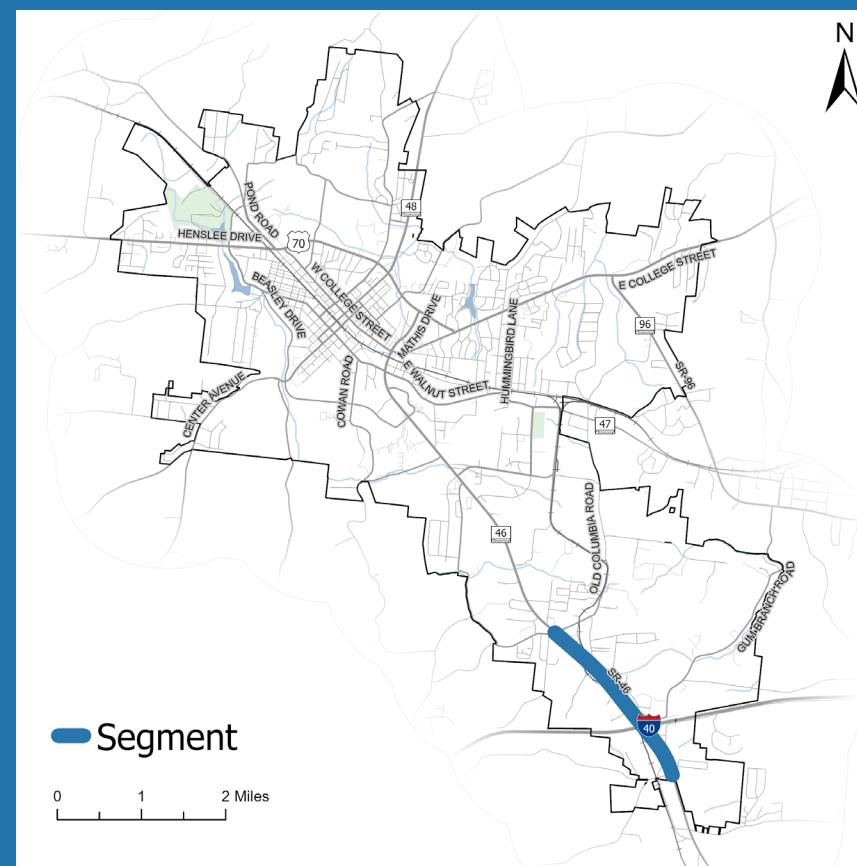 N
48
POND ROAD
HENSLEE DRIVE
70
E COLLEGE STREET
W COLLEGE STREET
BEASLEY DRIVE
MATHIS DRIVE
HUMMINGBIRD LANE
96
SR-96
E WALNUT STREET
COWAN ROAD
CENTER AVENUE
47
46
OLD COLUMBIA ROAD
GUM BRANCH ROAD
SR-46
40
Segment
0 1 2 Miles